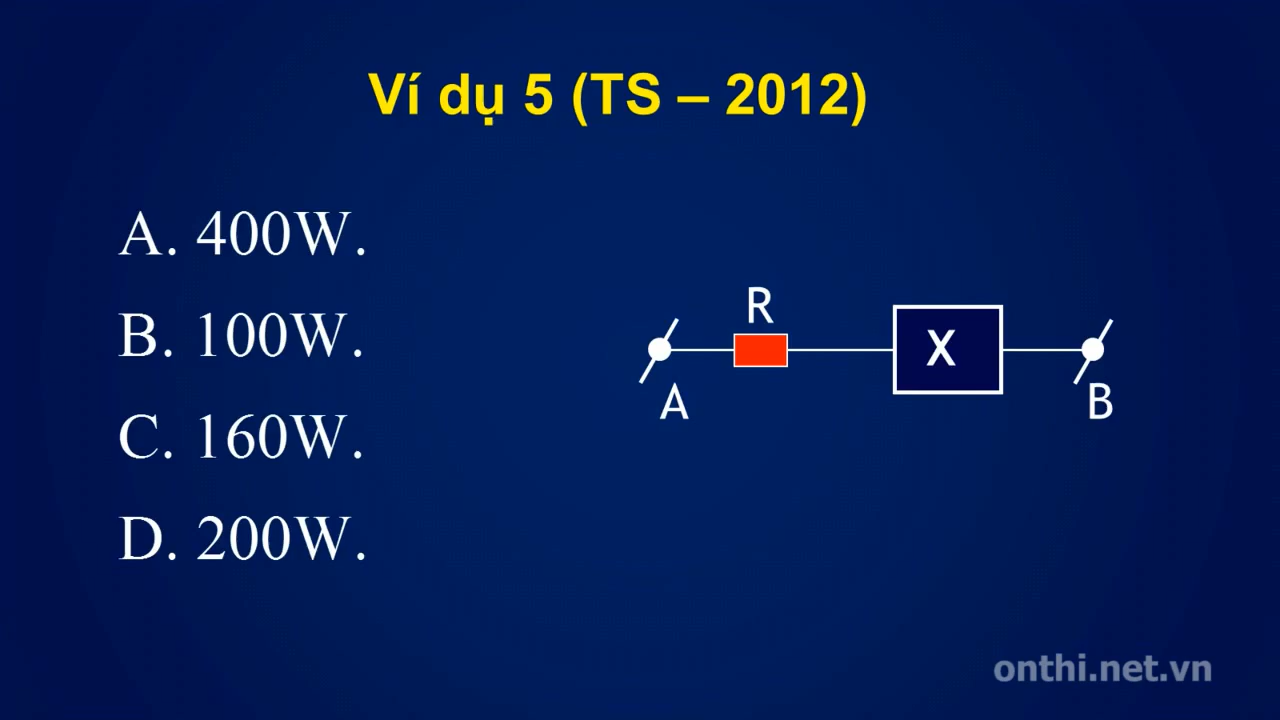 Ví dụ 5 (TS – 2012)
A. 400W.
B. 100W.
C. 160W.
D. 200W.
R
X
A
B
onthi.net.vn